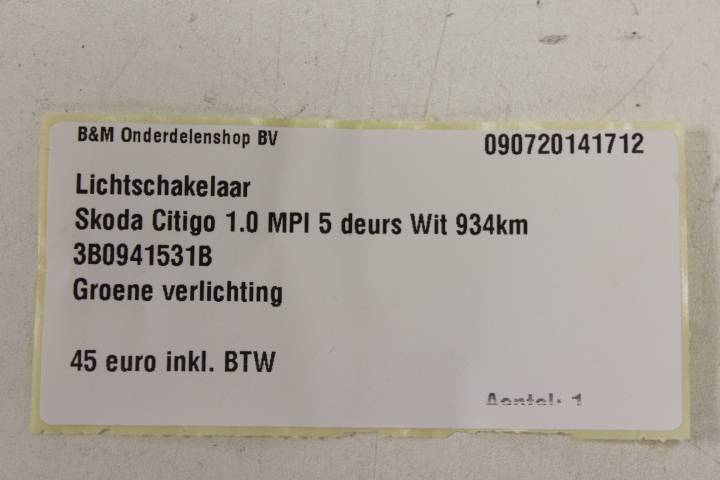 B&M Onderdelenshop BV 090720141712
Lichtschakelaar
Skoda Citigo 1.0 MPI 5 deurs Wit 934km
3B0941531B
Groene verlichting
45 euro inkl. BTW
Aantal: 1